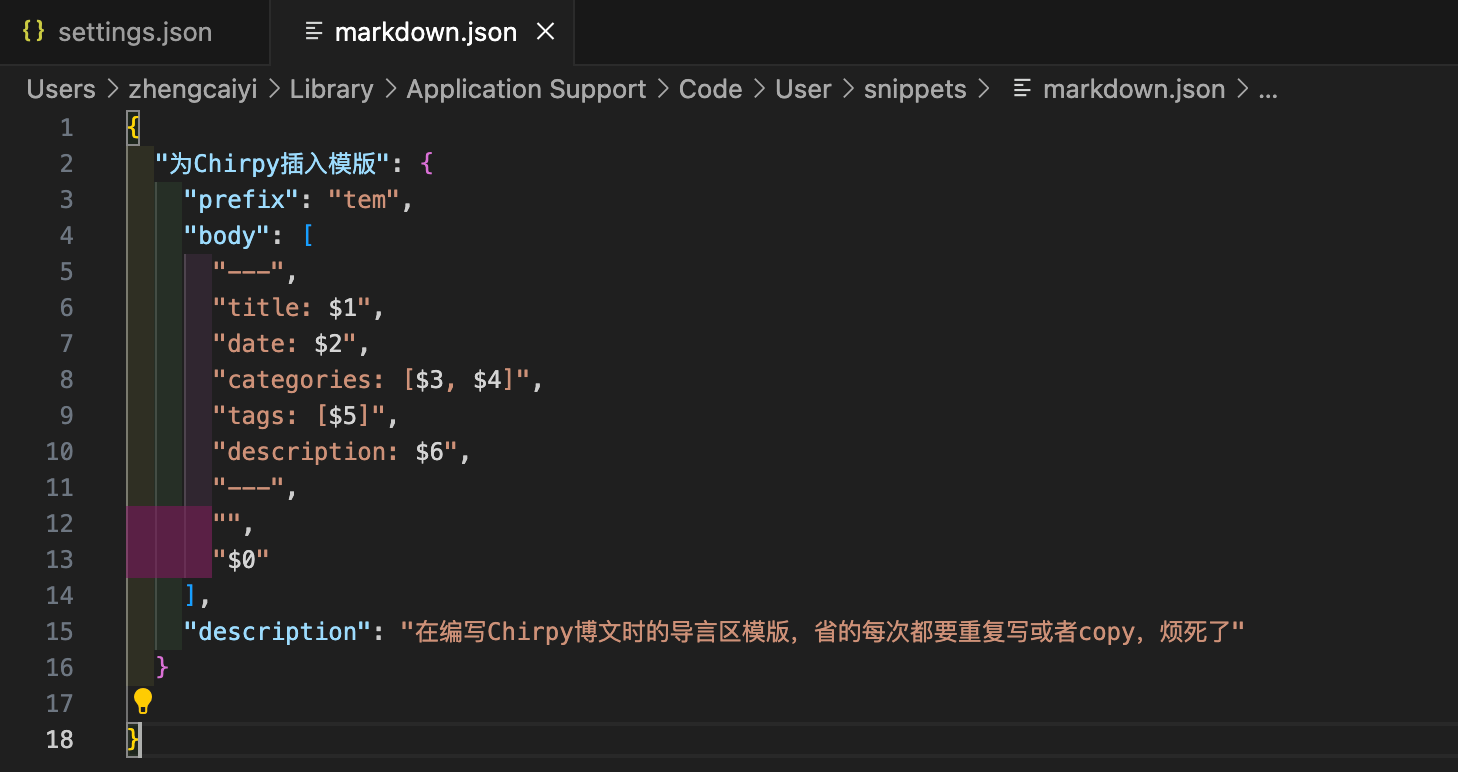 {} settings.json markdown.json ×
Users > zhengcaiyi > Library > Application Support > Code > User > snippets > markdown.json > ...
1 {
2 "为Chirpy插入模版": {
3 "prefix": "tem",
4 "body": [
5 "---",
6 "title: $1",
7 "date: $2",
8 "categories: [$3, $4]",
9 "tags: [$5]",
10 "description: $6",
11 "---",
12 "",
13 "$0"
14 ],
15 "description": "在编写Chirpy博文时的导言区模版，省的每次都要重复写或者copy，烦死了"
16 }
17
18 }